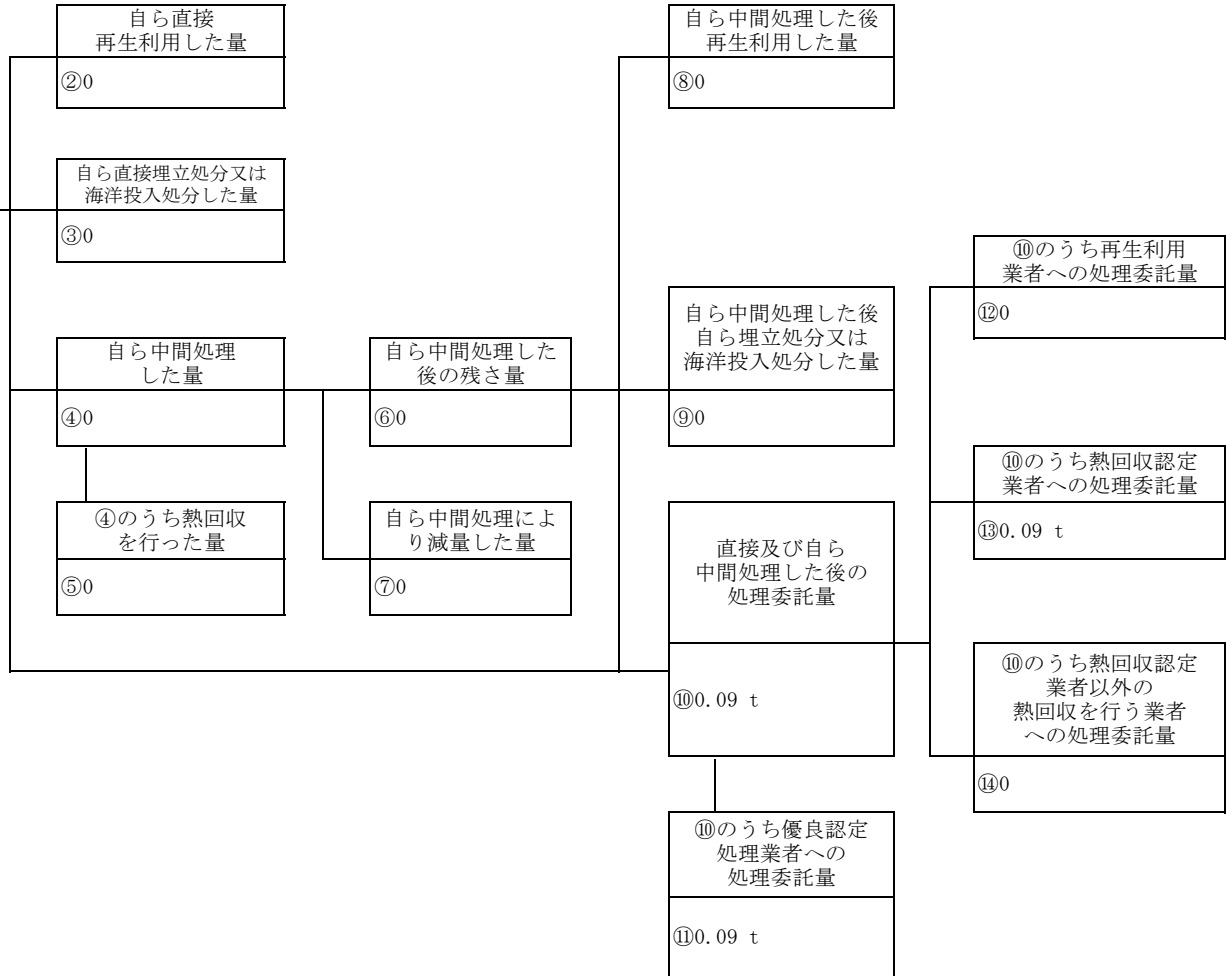 自ら直接
再生利用した量
②0
自ら直接埋立処分又は
海洋投入処分した量
③0
自ら中間処理
した量
④0
④のうち熱回収
を行った量
⑤0
自ら中間処理した
後の残さ量
⑥0
自ら中間処理によ
り減量した量
⑦0
自ら中間処理した後
再生利用した量
⑧0
自ら中間処理した後
自ら埋立処分又は
海洋投入処分した量
⑨0
直接及び自ら
中間処理した後の
処理委託量
⑩0.09 t
⑩のうち優良認定
処理業者への
処理委託量
⑪0.09 t
⑩のうち再生利用
業者への処理委託量
⑫0
⑩のうち熱回収認定
業者への処理委託量
⑬0.09 t
⑩のうち熱回収認定
業者以外の
熱回収を行う業者
への処理委託量
⑭0